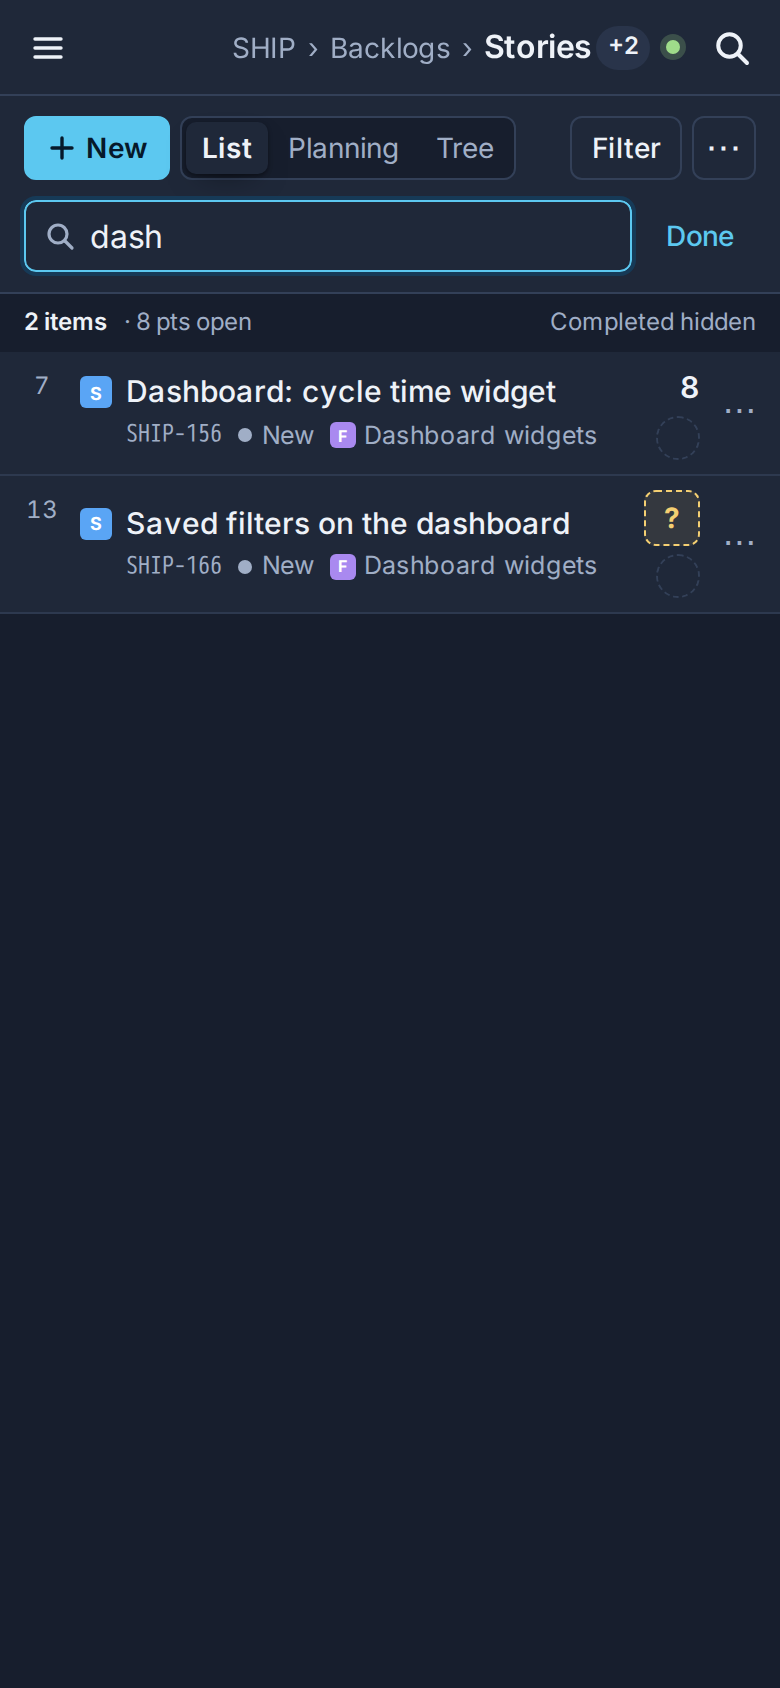 SHIP › Backlogs › Stories +2
+ New List Planning Tree Filter ...
dash Done
2 items · 8 pts open Completed hidden
7 S Dashboard: cycle time widget 8 ...
SHIP-156 New F Dashboard widgets
13 S Saved filters on the dashboard ? ...
SHIP-166 New F Dashboard widgets